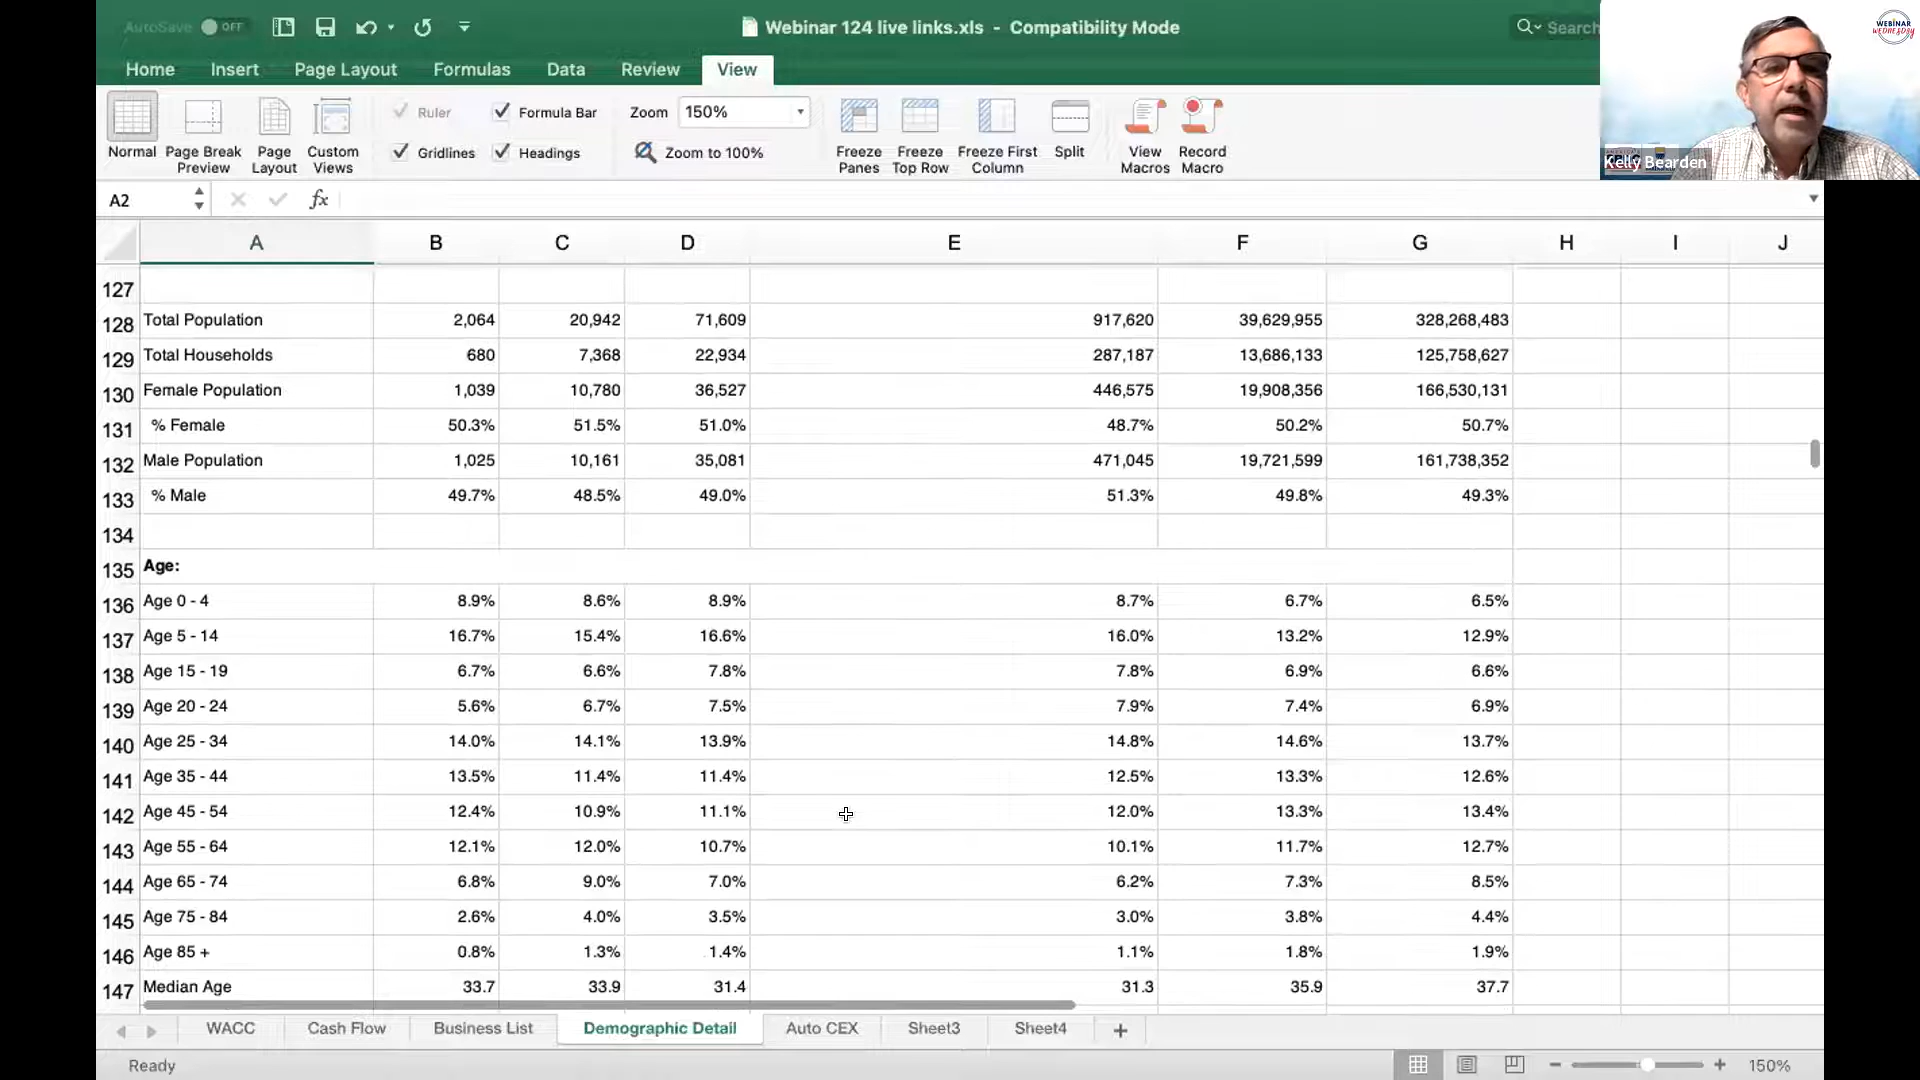 AutoSave OFF
Webinar 124 live links.xls - Compatibility Mode
Search
WEBINAR
WEDNESDAY
Home Insert Page Layout Formulas Data Review View
Ruler Formula Bar Zoom 150%
Gridlines Headings Zoom to 100%
Normal Page Break Preview Page Layout Custom Views Freeze Panes Freeze Top Row Freeze First Column Split View Macros Record Macro
Kelly Bearden
A2 fx
A B C D E F G H I J
127
128 Total Population 2,064 20,942 71,609 917,620 39,629,955 328,268,483
129 Total Households 680 7,368 22,934 287,187 13,686,133 125,758,627
130 Female Population 1,039 10,780 36,527 446,575 19,908,356 166,530,131
131 % Female 50.3% 51.5% 51.0% 48.7% 50.2% 50.7%
132 Male Population 1,025 10,161 35,081 471,045 19,721,599 161,738,352
133 % Male 49.7% 48.5% 49.0% 51.3% 49.8% 49.3%
134
135 Age:
136 Age 0 - 4 8.9% 8.6% 8.9% 8.7% 6.7% 6.5%
137 Age 5 - 14 16.7% 15.4% 16.6% 16.0% 13.2% 12.9%
138 Age 15 - 19 6.7% 6.6% 7.8% 7.8% 6.9% 6.6%
139 Age 20 - 24 5.6% 6.7% 7.5% 7.9% 7.4% 6.9%
140 Age 25 - 34 14.0% 14.1% 13.9% 14.8% 14.6% 13.7%
141 Age 35 - 44 13.5% 11.4% 11.4% 12.5% 13.3% 12.6%
142 Age 45 - 54 12.4% 10.9% 11.1% 12.0% 13.3% 13.4%
143 Age 55 - 64 12.1% 12.0% 10.7% 10.1% 11.7% 12.7%
144 Age 65 - 74 6.8% 9.0% 7.0% 6.2% 7.3% 8.5%
145 Age 75 - 84 2.6% 4.0% 3.5% 3.0% 3.8% 4.4%
146 Age 85 + 0.8% 1.3% 1.4% 1.1% 1.8% 1.9%
147 Median Age 33.7 33.9 31.4 31.3 35.9 37.7
WACC Cash Flow Business List Demographic Detail Auto CEX Sheet3 Sheet4 +
Ready 150%